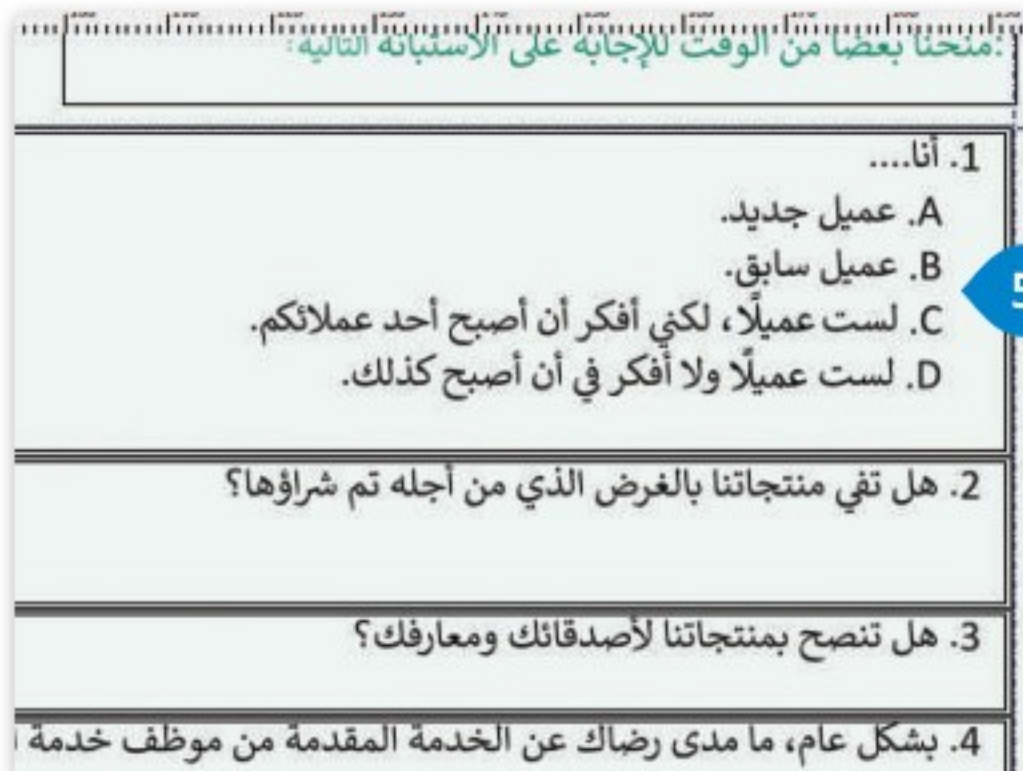 منحنا بعضًا من الوقت للإجابة على الاستبانة التالية:
1. أنا....
A. عميل جديد.
B. عميل سابق.
C. لست عميلًا، لكني أفكر أن أصبح أحد عملائكم.
D. لست عميلًا ولا أفكر في أن أصبح كذلك.
5
2. هل تفي منتجاتنا بالغرض الذي من أجله تم شراؤها؟
3. هل تنصح بمنتجاتنا لأصدقائك ومعارفك؟
4. بشكل عام، ما مدى رضاك عن الخدمة المقدمة من موظف خدمة